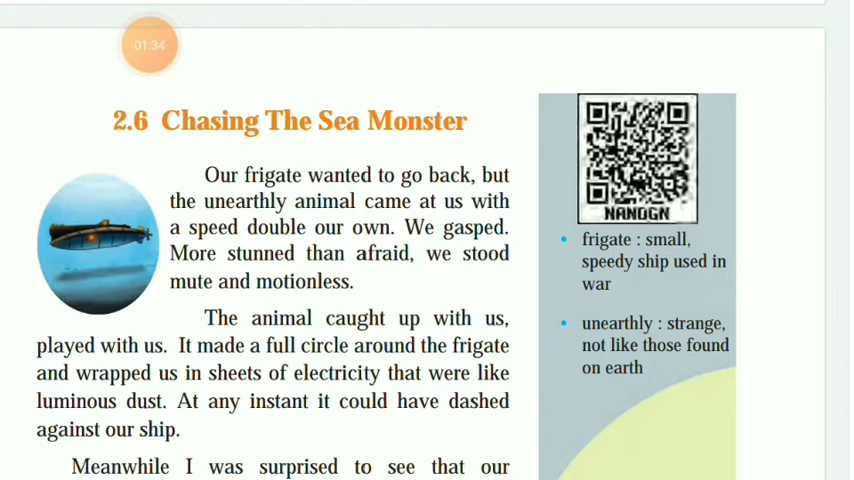 01:34
2.6 Chasing The Sea Monster
Our frigate wanted to go back, but
the unearthly animal came at us with
a speed double our own. We gasped.
More stunned than afraid, we stood
mute and motionless.
The animal caught up with us,
played with us. It made a full circle around the frigate
and wrapped us in sheets of electricity that were like
luminous dust. At any instant it could have dashed
against our ship.
Meanwhile I was surprised to see that our
NANDGN
• frigate : small,
speedy ship used in
war
• unearthly : strange,
not like those found
on earth